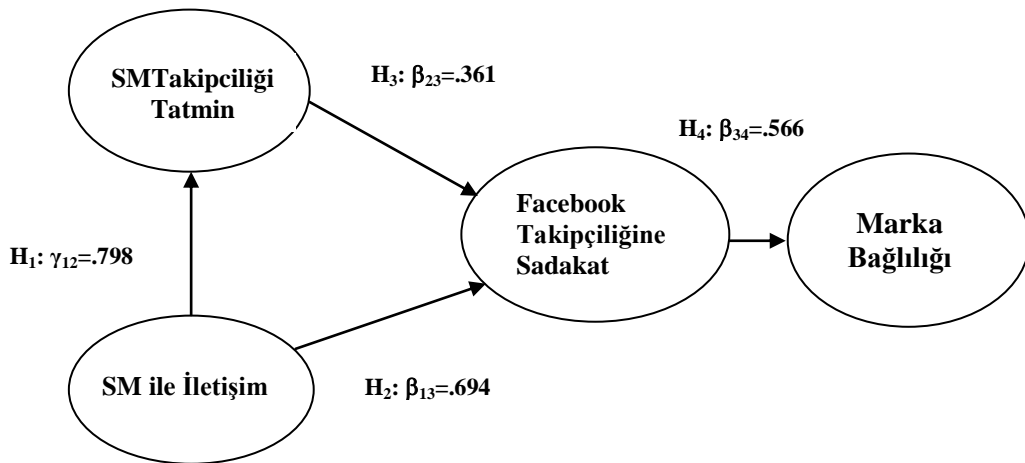 SMTakipciliği
Tatmin
H₃: β₂₃=.361
H₄: β₃₄=.566
Facebook
Takipçiliğine
Sadakat
Marka
Bağlılığı
H₁: γ₁₂=.798
SM ile İletişim
H₂: β₁₃=.694